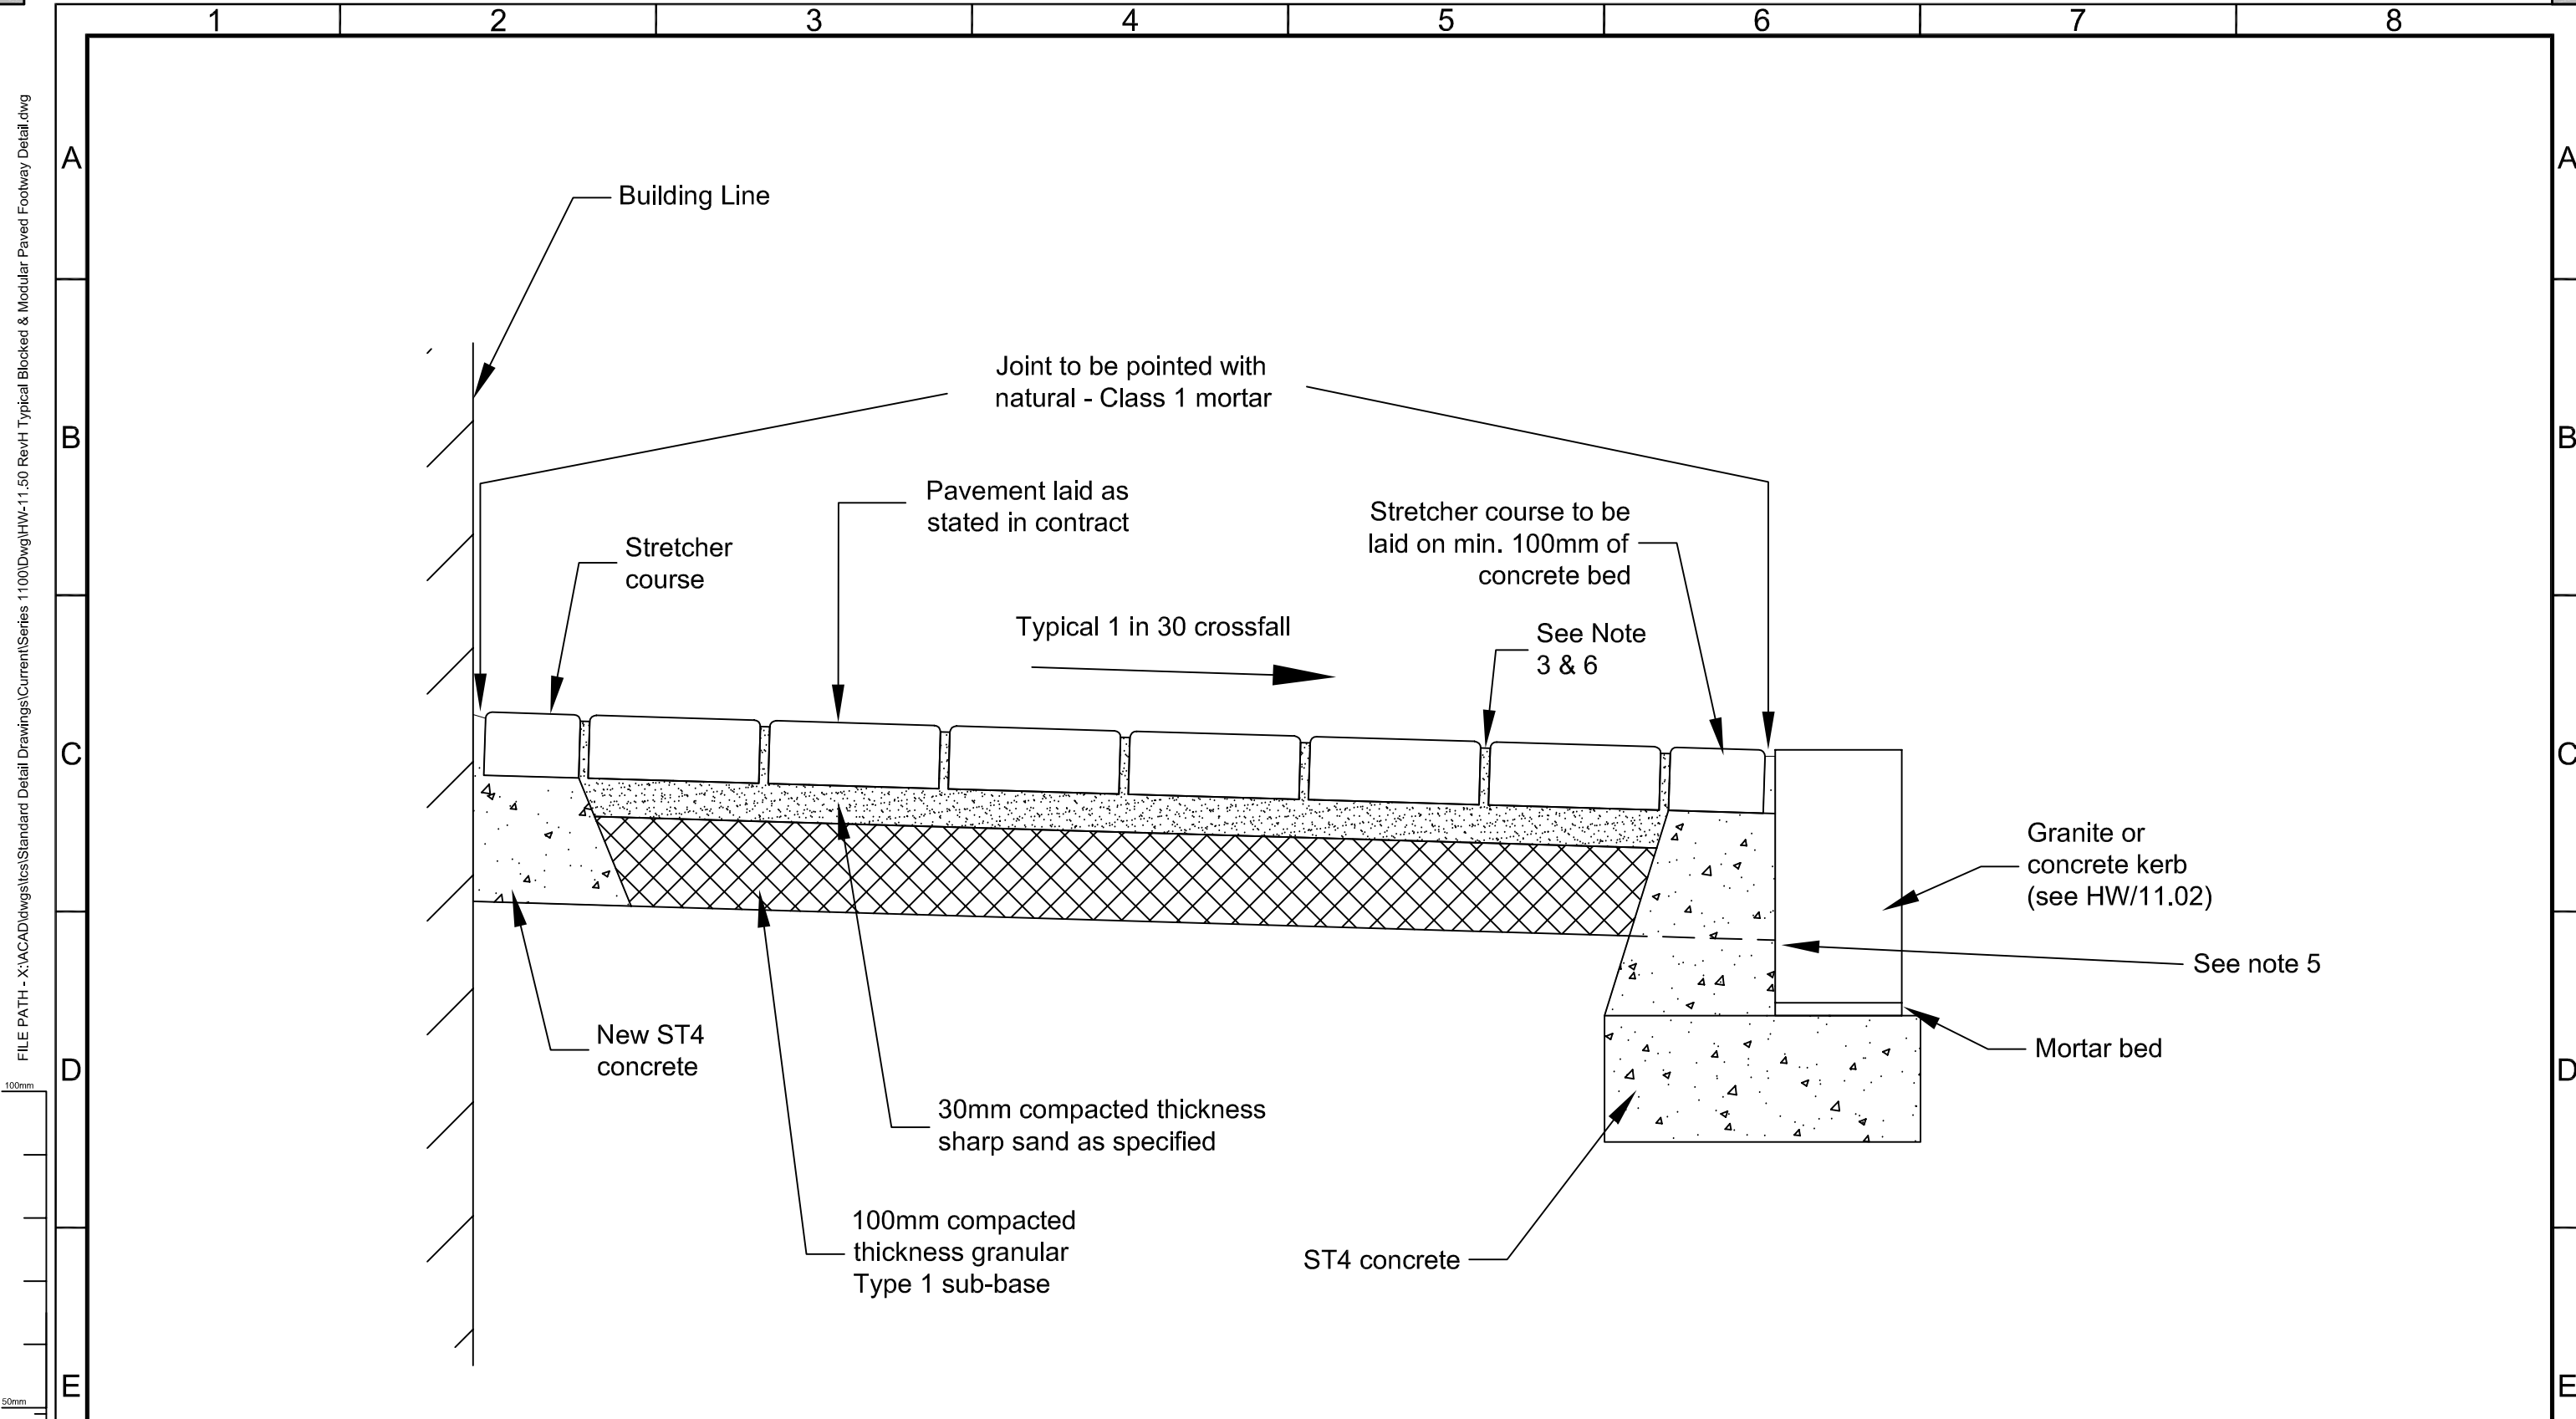 1 2 3 4 5 6 7 8
FILE PATH - X:\ACAD\dwgs\tcs\Standard Detail Drawings\Current\Series 1100\Dwg\HW-11.50 RevH Typical Blocked & Modular Paved Footway Detail.dwg
A A
Building Line
B B
Joint to be pointed with
natural - Class 1 mortar
Pavement laid as
stated in contract
Stretcher course to be
laid on min. 100mm of
concrete bed
Stretcher
course
Typical 1 in 30 crossfall
See Note
3 & 6
C C
Granite or
concrete kerb
(see HW/11.02)
See note 5
New ST4
concrete
Mortar bed
D D
100mm
30mm compacted thickness
sharp sand as specified
100mm compacted
thickness granular
Type 1 sub-base
ST4 concrete
E E
50mm